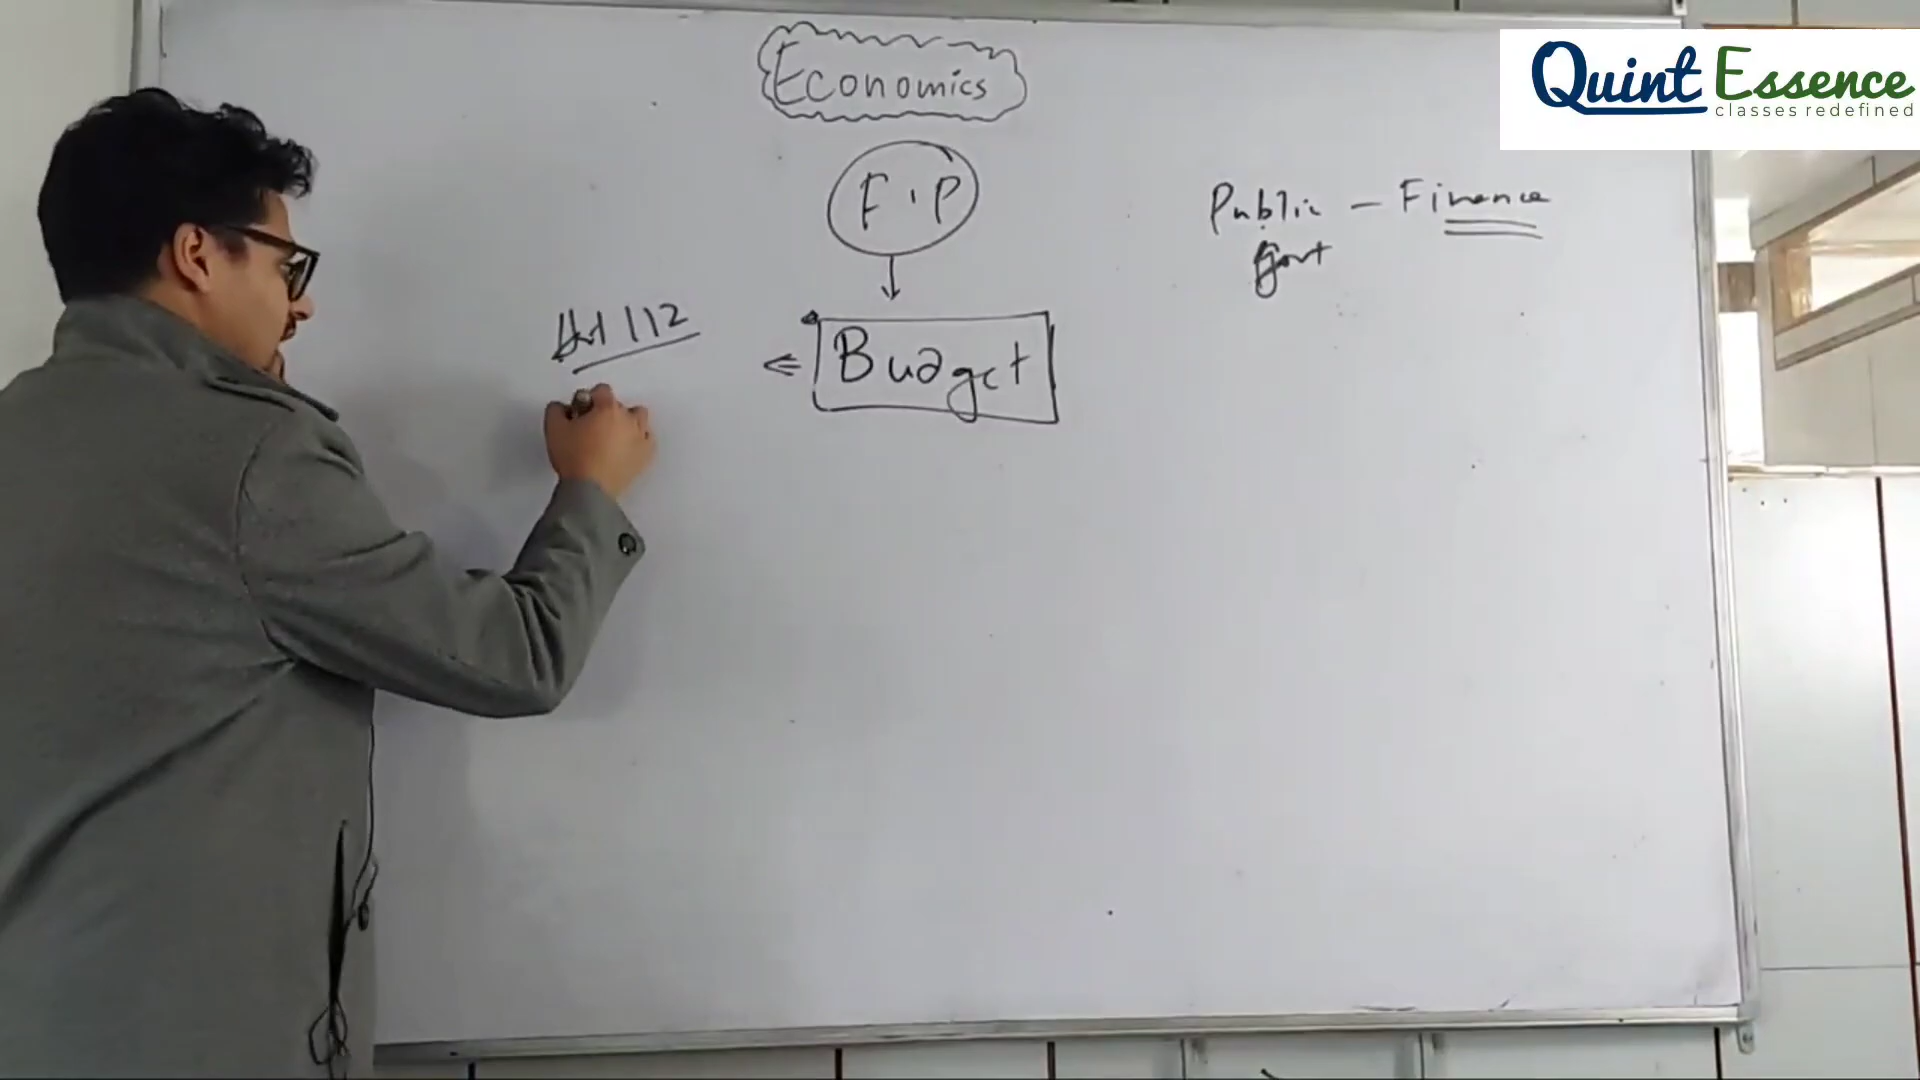 Quint Essence
classes redefined
Economics
F.P
Public - Finance
Govt
Art 112
Budget